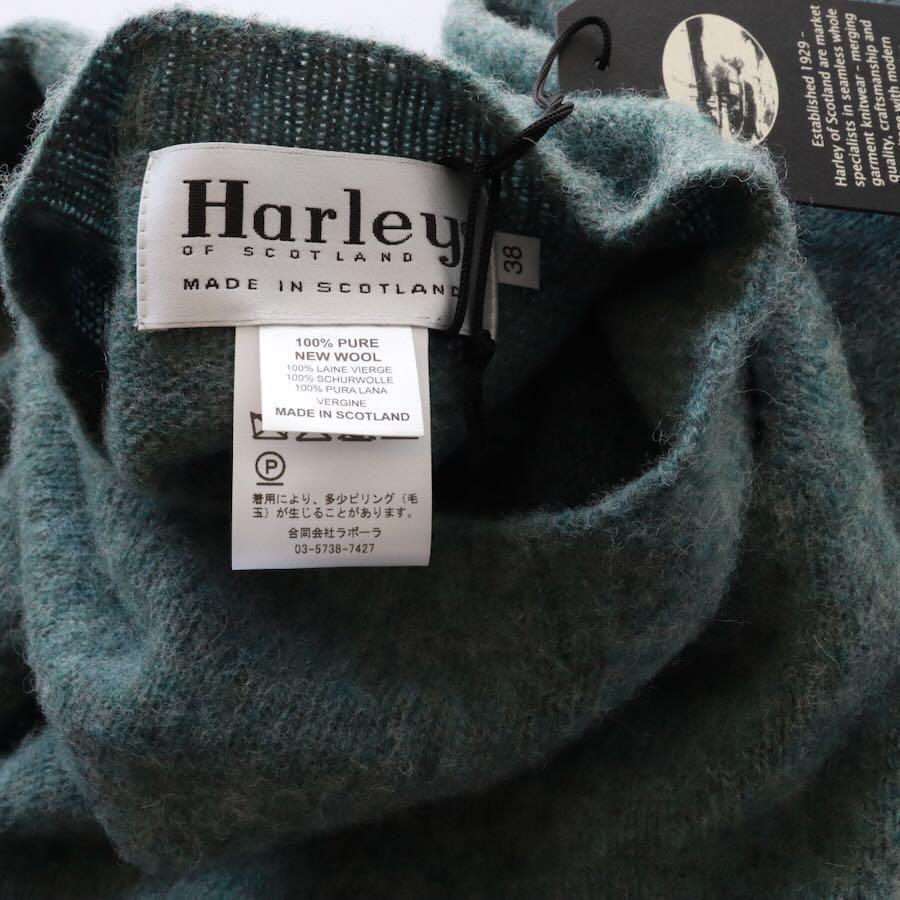 Harleys
OF SCOTLAND
MADE IN SCOTLAND
38
100% PURE
NEW WOOL
100% LAINE VIERGE
100% SCHURWOLLE
100% PURA LANA
VERGINE
MADE IN SCOTLAND
P
着用により、多少ピリング（毛
玉）が生じることがあります。
合同会社ラボーラ
03-5738-7427
Established 1929 -
Harley of Scotland are market
specialists in seamless whole
garment knitwear - merging
quality, craftsmanship and
with modern